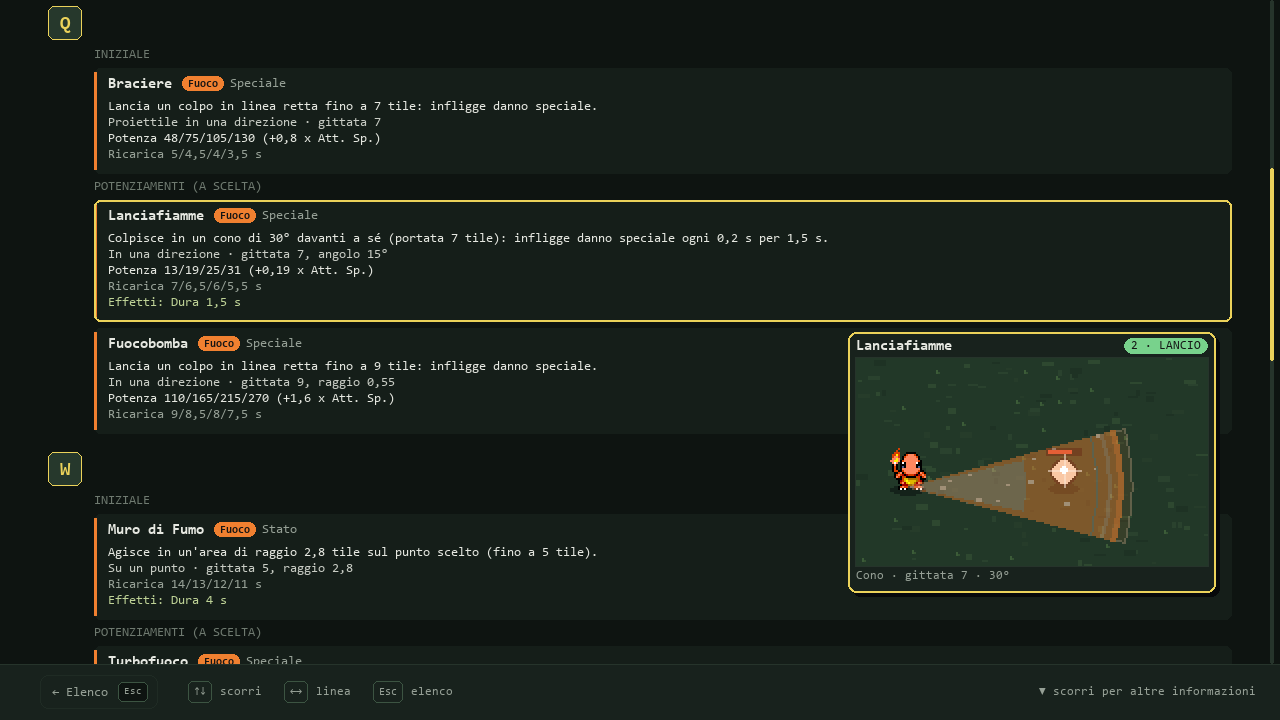 Q
INIZIALE
Braciere Fuoco Speciale
Lancia un colpo in linea retta fino a 7 tile: infligge danno speciale.
Proiettile in una direzione · gittata 7
Potenza 48/75/105/130 (+0,8 x Att. Sp.)
Ricarica 5/4,5/4/3,5 s
POTENZIAMENTI (A SCELTA)
Lanciafiamme Fuoco Speciale
Colpisce in un cono di 30° davanti a sé (portata 7 tile): infligge danno speciale ogni 0,2 s per 1,5 s.
In una direzione · gittata 7, angolo 15°
Potenza 13/19/25/31 (+0,19 x Att. Sp.)
Ricarica 7/6,5/6/5,5 s
Effetti: Dura 1,5 s
Fuocobomba Fuoco Speciale
Lancia un colpo in linea retta fino a 9 tile: infligge danno speciale.
In una direzione · gittata 9, raggio 0,55
Potenza 110/165/215/270 (+1,6 x Att. Sp.)
Ricarica 9/8,5/8/7,5 s
Lanciafiamme 2 · LANCIO
Cono · gittata 7 · 30°
W
INIZIALE
Muro di Fumo Fuoco Stato
Agisce in un'area di raggio 2,8 tile sul punto scelto (fino a 5 tile).
Su un punto · gittata 5, raggio 2,8
Ricarica 14/13/12/11 s
Effetti: Dura 4 s
POTENZIAMENTI (A SCELTA)
Turbofuoco Fuoco Speciale
← Elenco Esc ↑↓ scorri ↔ linea Esc elenco ▼ scorri per altre informazioni